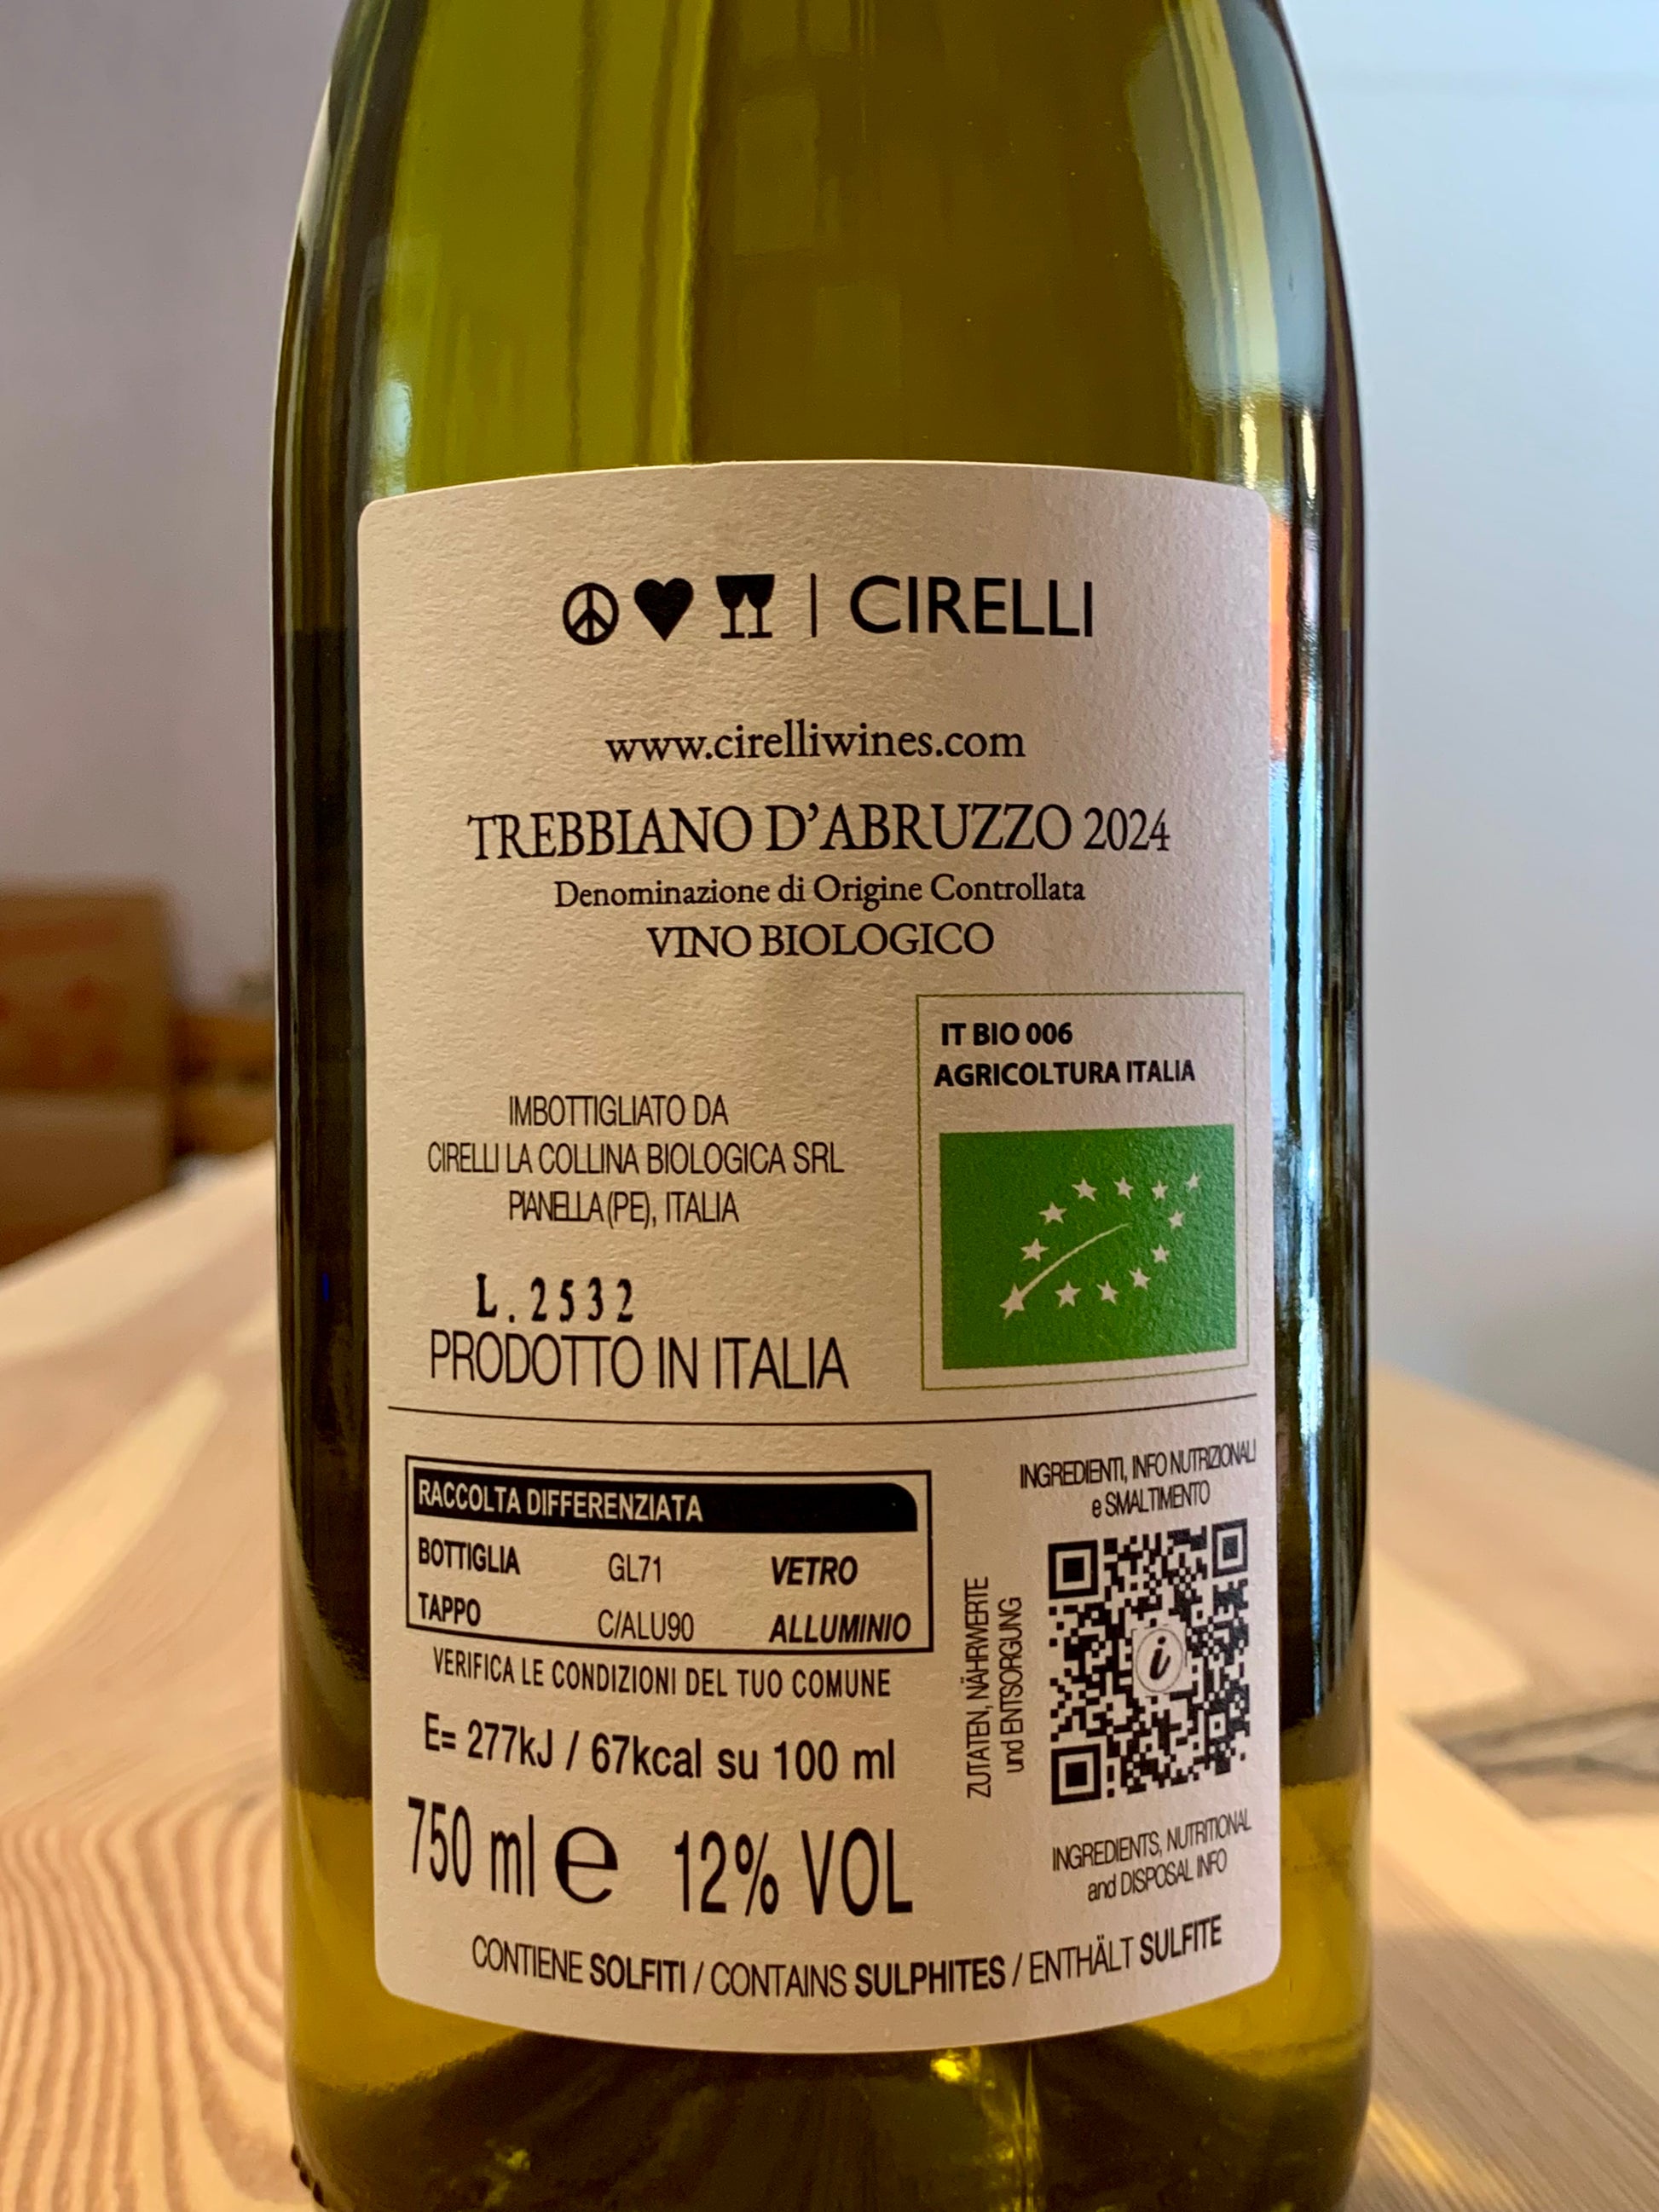 CIRELLI
www.cirelliwines.com
TREBBIANO D'ABRUZZO 2024
Denominazione di Origine Controllata
VINO BIOLOGICO
IT BIO 006
AGRICOLTURA ITALIA
IMBOTTIGLIATO DA
CIRELLI LA COLLINA BIOLOGICA SRL
PIANELLA (PE), ITALIA
L. 2532
PRODOTTO IN ITALIA
RACCOLTA DIFFERENZIATA
BOTTIGLIA GL71 VETRO
TAPPO C/ALU90 ALLUMINIO
VERIFICA LE CONDIZIONI DEL TUO COMUNE
E= 277kJ / 67kcal su 100 ml
750 ml e 12% VOL
INGREDIENTI, INFO NUTRIZIONALI
e SMALTIMENTO
ZUTATEN, NÄHRWERTE
und ENTSORGUNG
i
INGREDIENTS, NUTRITIONAL
and DISPOSAL INFO
CONTIENE SOLFITI / CONTAINS SULPHITES / ENTHÄLT SULFITE